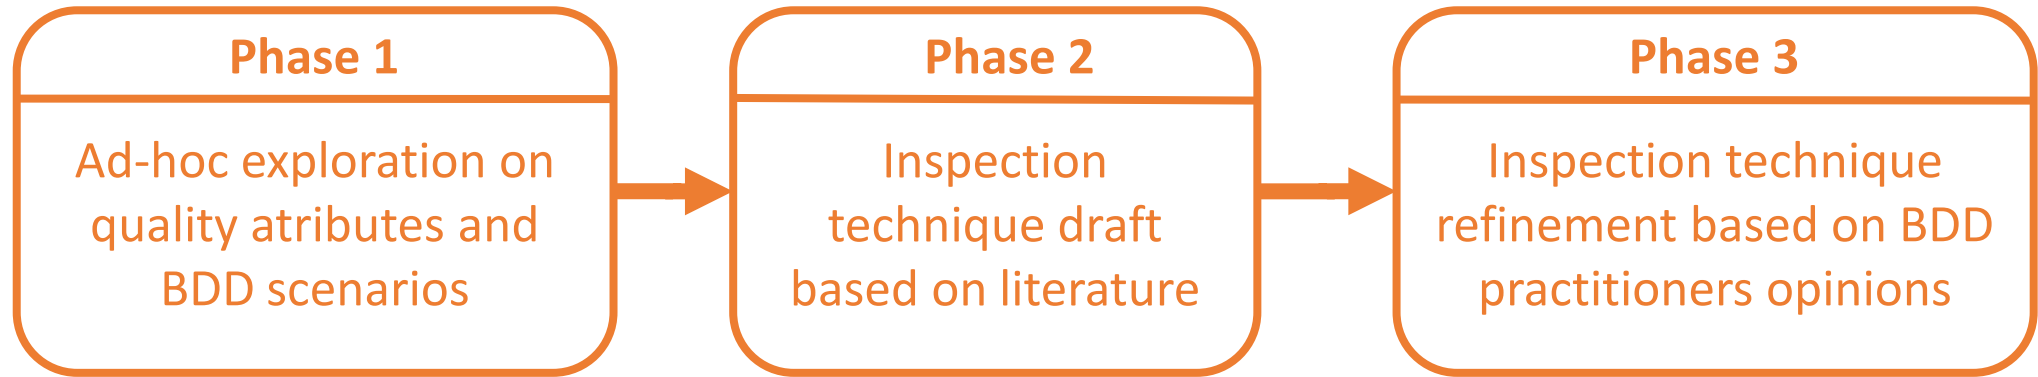 Phase 1
Ad-hoc exploration on
quality atributes and
BDD scenarios
Phase 2
Inspection
technique draft
based on literature
Phase 3
Inspection technique
refinement based on BDD
practitioners opinions